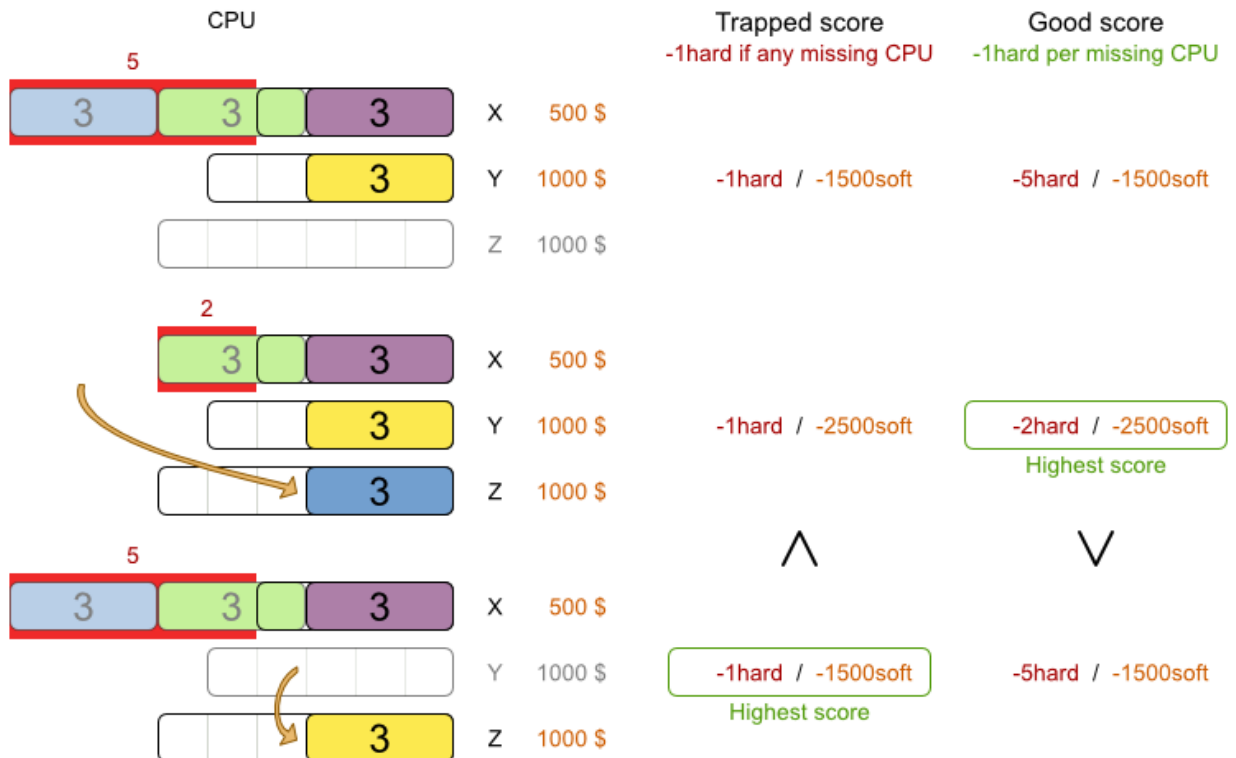 CPU Trapped score Good score
-1hard if any missing CPU -1hard per missing CPU
5
3 3 3 X 500 $
3 Y 1000 $ -1hard / -1500soft -5hard / -1500soft
Z 1000 $
2
3 3 X 500 $
3 Y 1000 $ -1hard / -2500soft -2hard / -2500soft
Highest score
3 Z 1000 $
5 < >
3 3 3 X 500 $
Y 1000 $ -1hard / -1500soft -5hard / -1500soft
Highest score
3 Z 1000 $